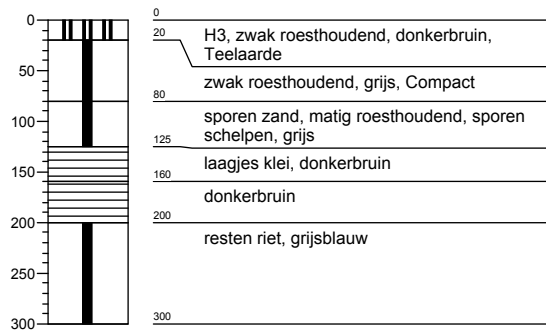 0
50
100
150
200
250
300
0
20
H3, zwak roesthoudend, donkerbruin,
Teelaarde
zwak roesthoudend, grijs, Compact
80
sporen zand, matig roesthoudend, sporen
schelpen, grijs
125
laagjes klei, donkerbruin
160
donkerbruin
200
resten riet, grijsblauw
300